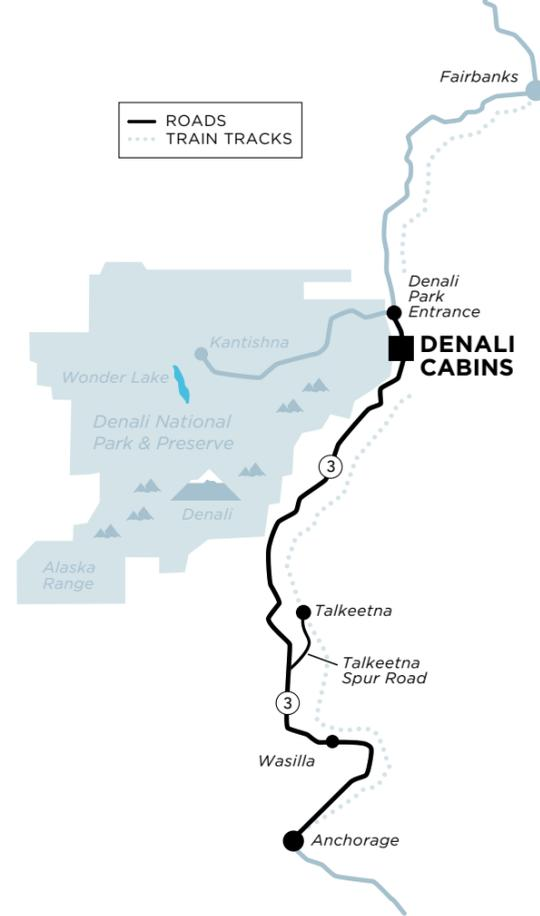 Fairbanks
ROADS
TRAIN TRACKS
Denali
Park
Entrance
Kantishna
DENALI
CABINS
Wonder Lake
Denali National
Park & Preserve
3
Denali
Alaska
Range
Talkeetna
Talkeetna
Spur Road
3
Wasilla
Anchorage